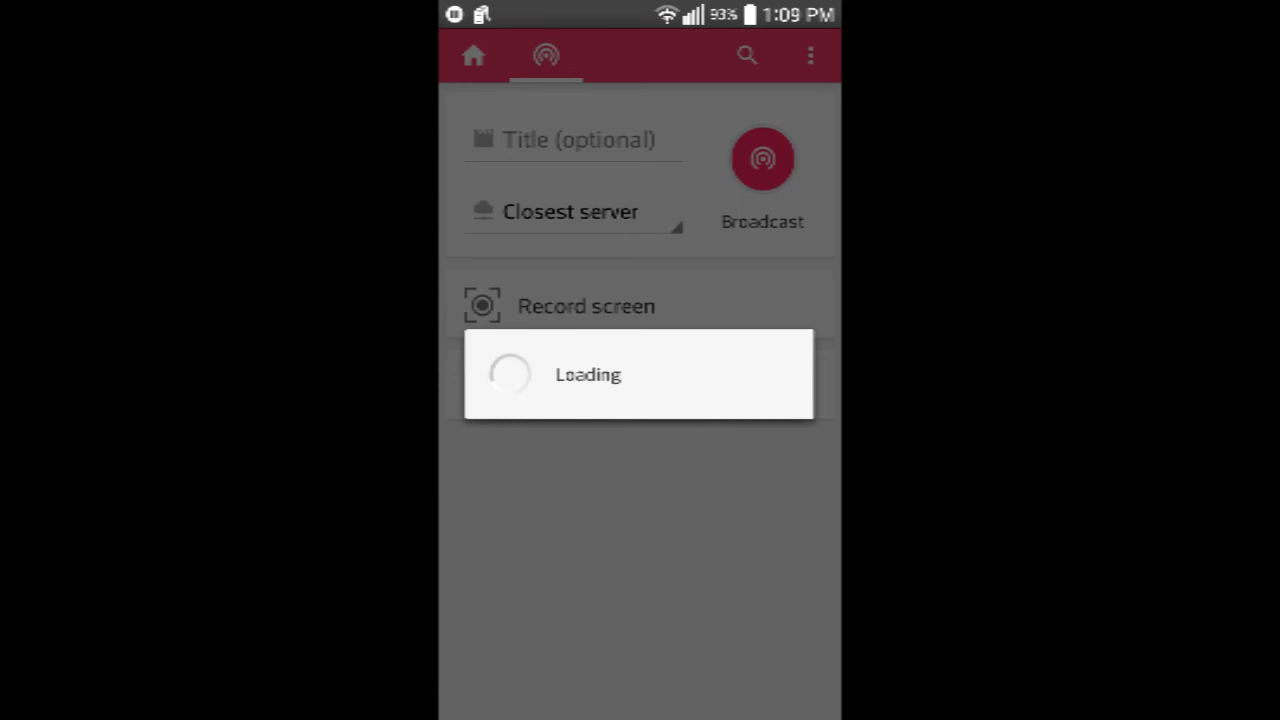 93% 1:09 PM
Title (optional)
Closest server
Broadcast
Record screen
Loading